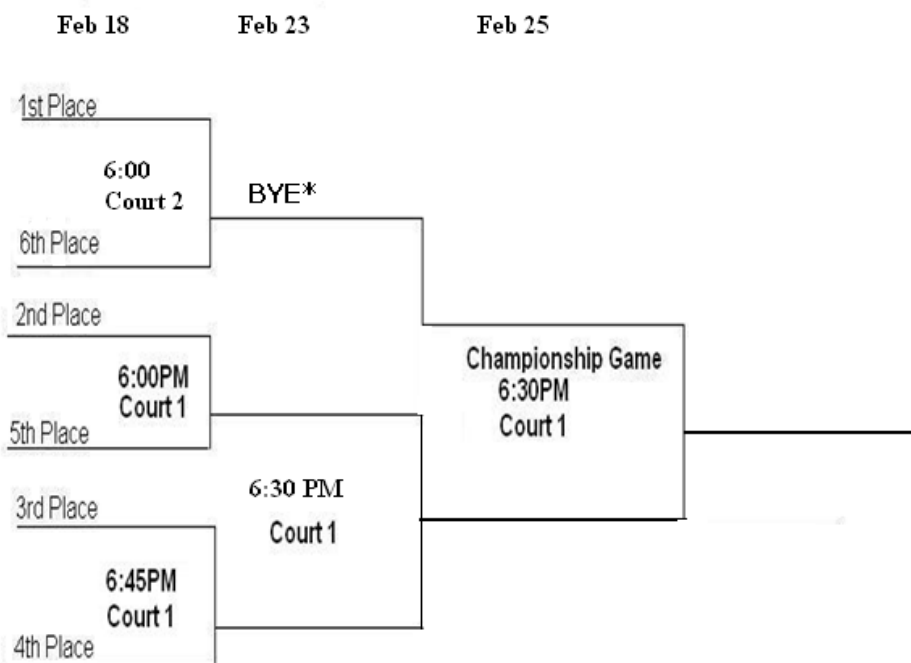 Feb 18 Feb 23 Feb 25
1st Place
6:00
Court 2
BYE*
6th Place
2nd Place
6:00PM
Court 1
5th Place
Championship Game
6:30PM
Court 1
3rd Place
6:30 PM
Court 1
6:45PM
Court 1
4th Place